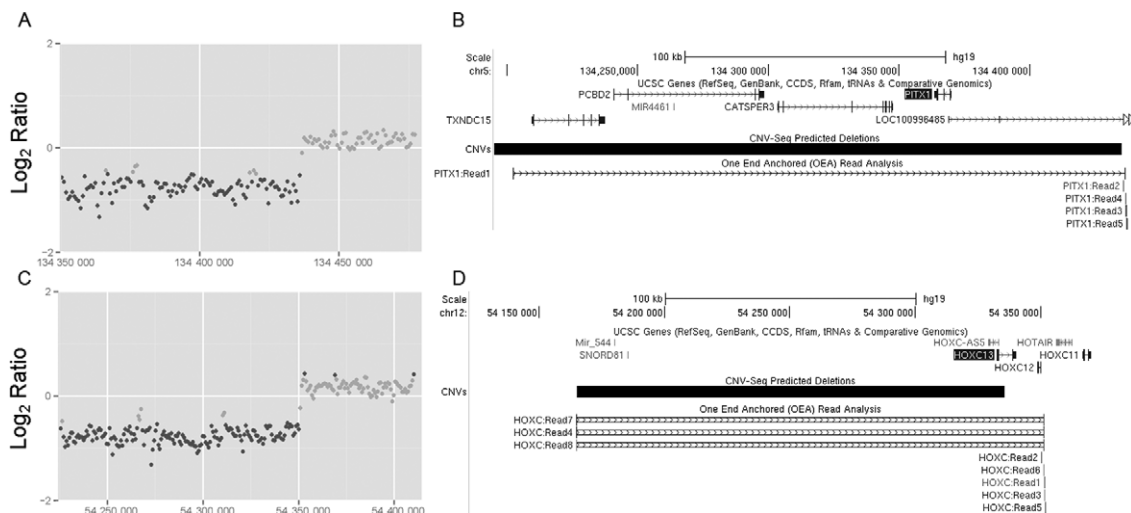 A
Log2 Ratio
2
0
−2
134 350 000 134 400 000 134 450 000
B
Scale 100 kb hg19
chr5: 134,250,000 134,300,000 134,350,000 134,400,000
UCSC Genes (RefSeq, GenBank, CCDS, Rfam, tRNAs & Comparative Genomics)
PCBD2 PITX1
MIR4461 CATSPER3
TXNDC15 LOC100996485
CNV-Seq Predicted Deletions
CNVs
One End Anchored (OEA) Read Analysis
PITX1:Read1
PITX1:Read2
PITX1:Read4
PITX1:Read3
PITX1:Read5
C
Log2 Ratio
2
0
−2
54 250 000 54 300 000 54 350 000 54 400 000
D
Scale 100 kb hg19
chr12: 54 150 000 54 200 000 54 250 000 54 300 000 54 350 000
UCSC Genes (RefSeq, GenBank, CCDS, Rfam, tRNAs & Comparative Genomics)
Mir_544 HOXC-AS5 HOTAIR
SNORD81 HOXC13 HOXC11
HOXC12
CNV-Seq Predicted Deletions
CNVs
One End Anchored (OEA) Read Analysis
HOXC:Read7
HOXC:Read4
HOXC:Read8
HOXC:Read2
HOXC:Read6
HOXC:Read1
HOXC:Read3
HOXC:Read5